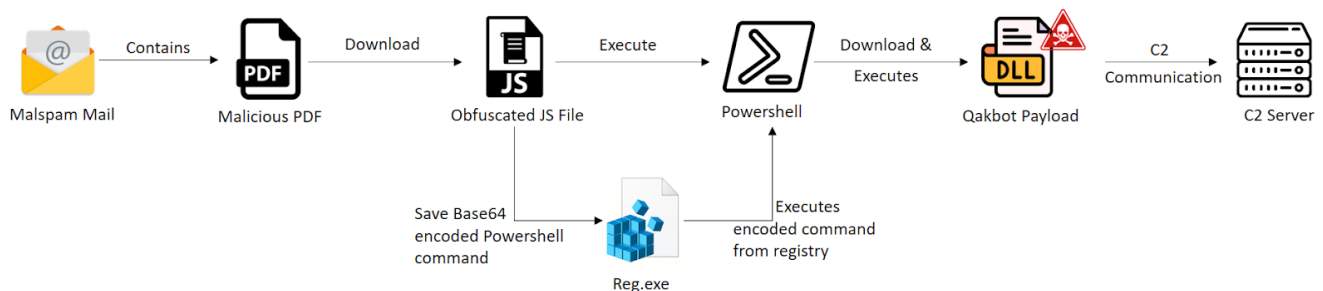 Contains
Download
Execute
Download &
Executes
C2
Communication
@
PDF
JS
DLL
Malspam Mail
Malicious PDF
Obfuscated JS File
Powershell
Qakbot Payload
C2 Server
Save Base64
encoded Powershell
command
Executes
encoded command
from registry
Reg.exe